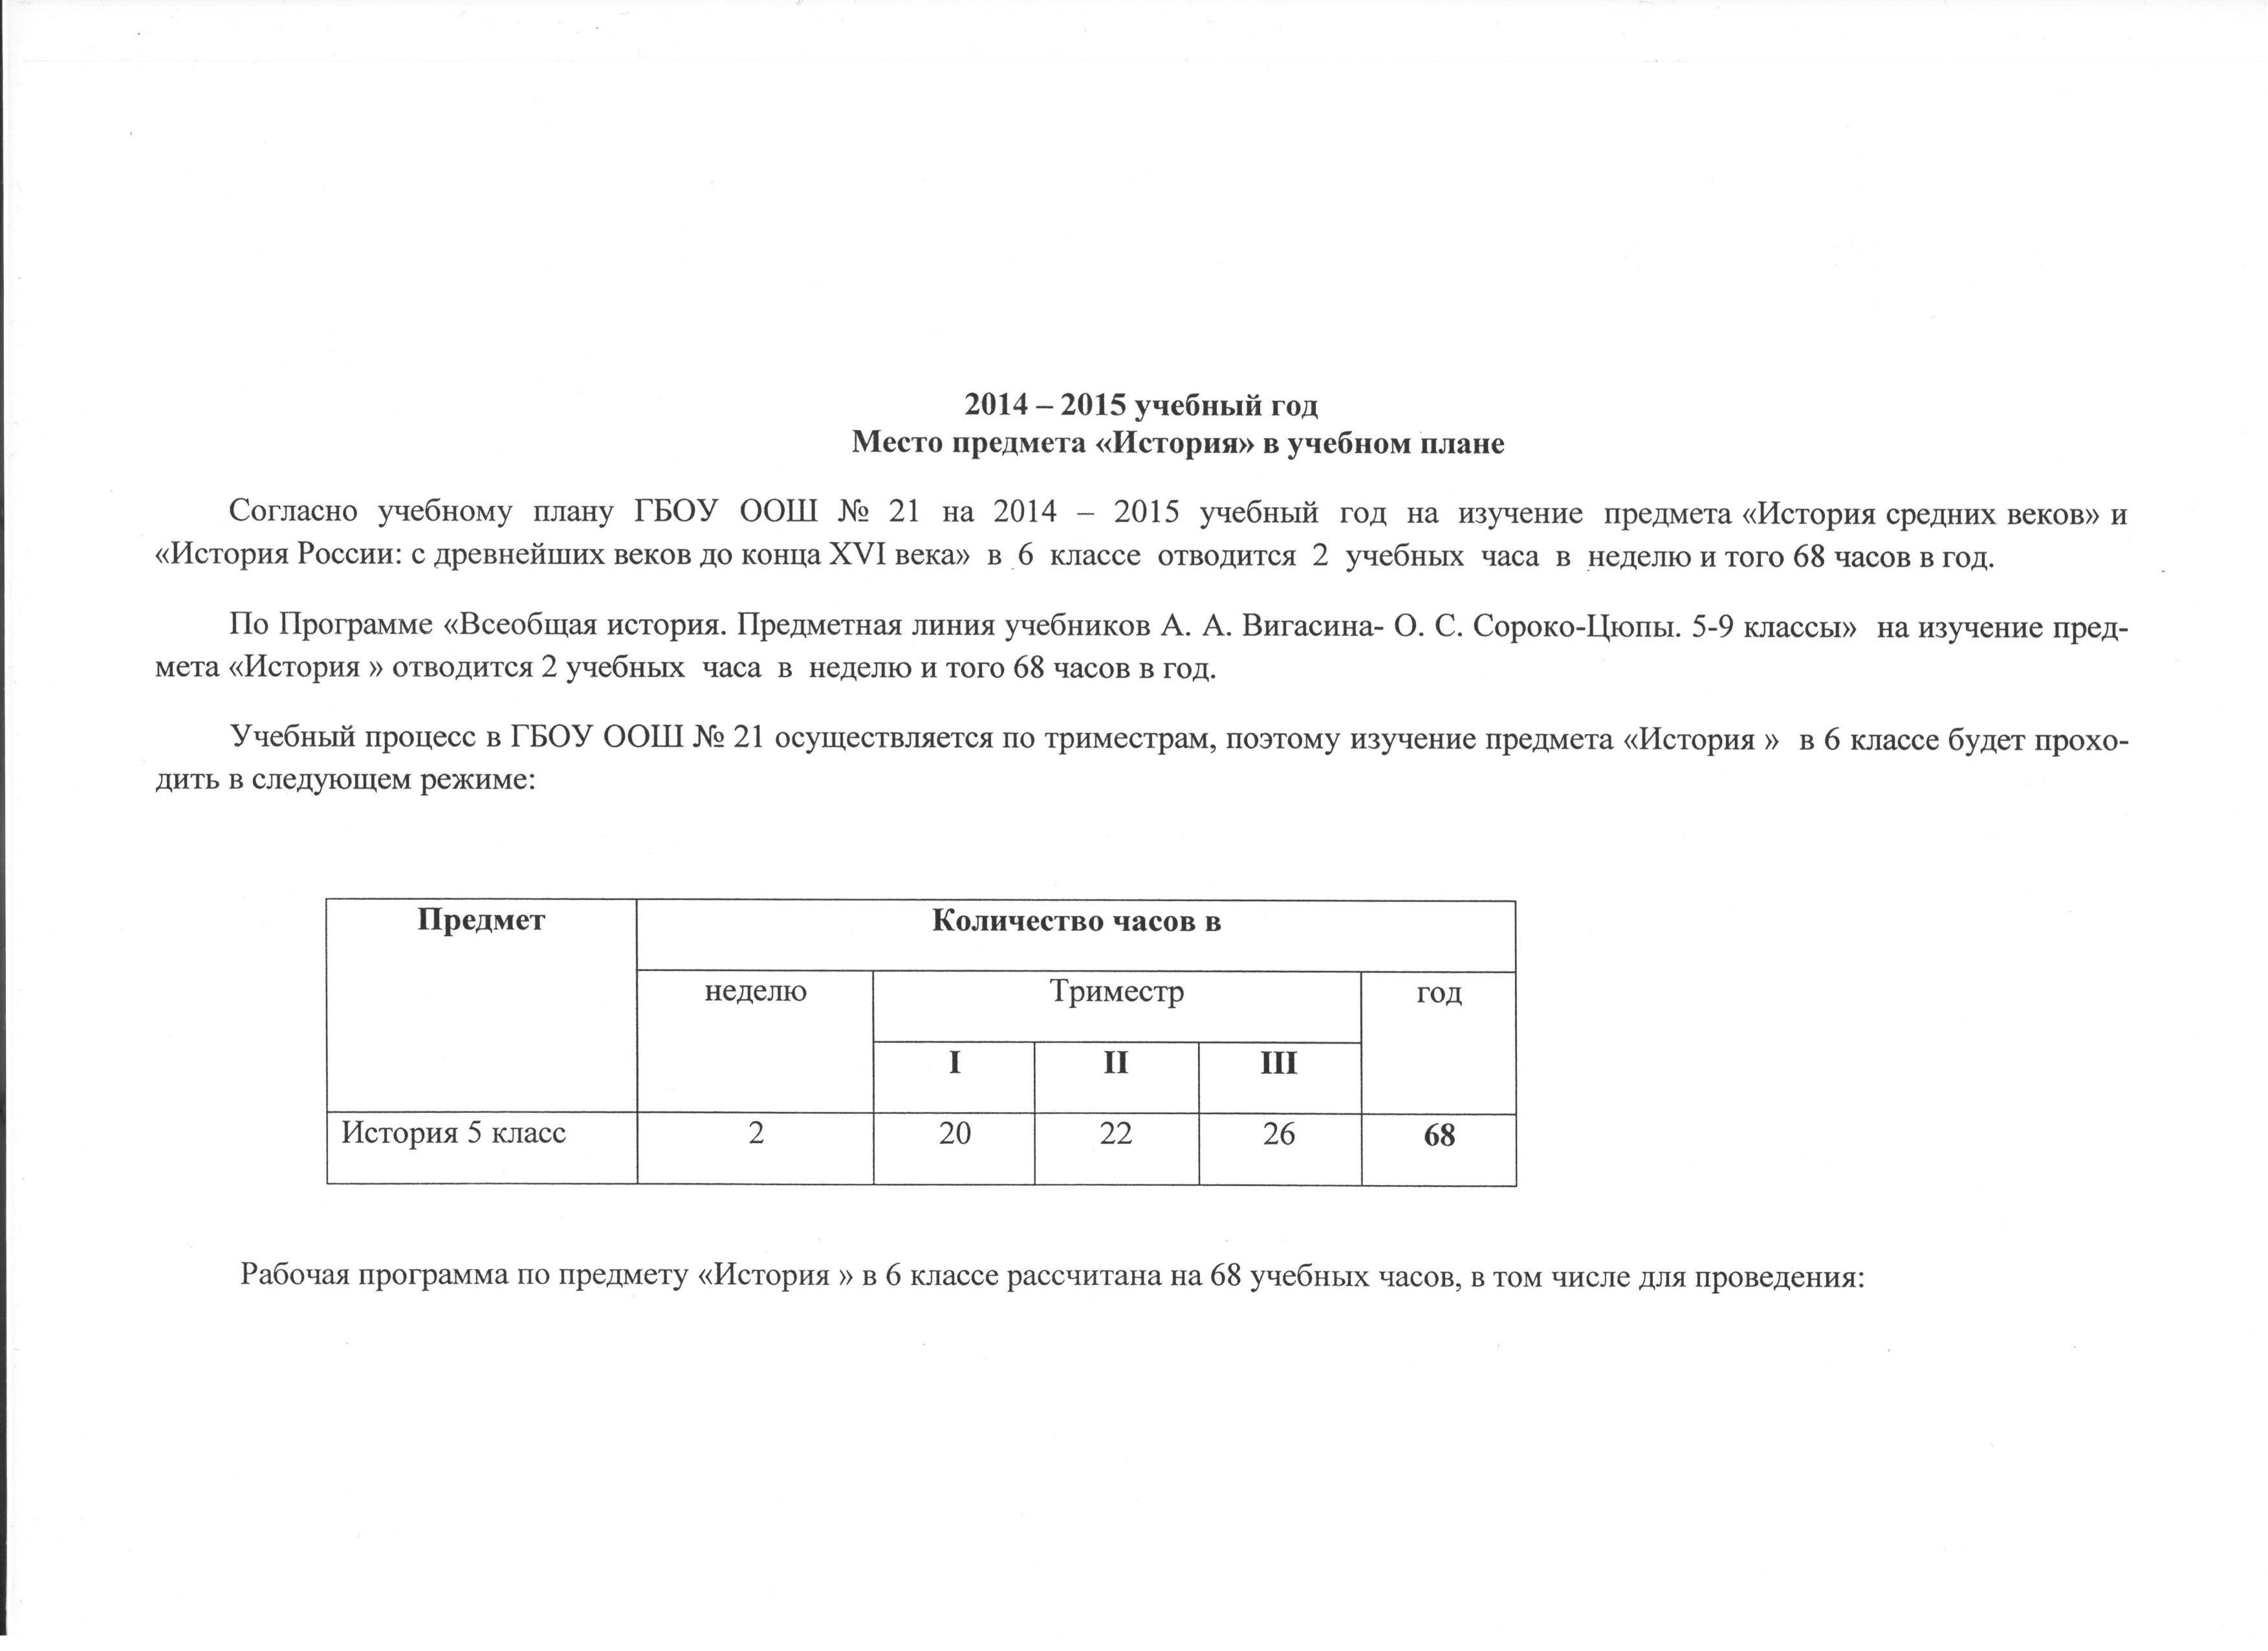 2014 – 2015 учебный год
Место предмета «История» в учебном плане
Согласно учебному плану ГБОУ ООШ № 21 на 2014 – 2015 учебный год на изучение предмета «История средних веков» и
«История России: с древнейших веков до конца XVI века» в 6 классе отводится 2 учебных часа в неделю и того 68 часов в год.
По Программе «Всеобщая история. Предметная линия учебников А. А. Вигасина- О. С. Сороко-Цюпы. 5-9 классы» на изучение пред-
мета «История » отводится 2 учебных часа в неделю и того 68 часов в год.
Учебный процесс в ГБОУ ООШ № 21 осуществляется по триместрам, поэтому изучение предмета «История » в 6 классе будет прохо-
дить в следующем режиме:
Предмет Количество часов в
неделю Триместр год
I II III
История 5 класс 2 20 22 26 68
Рабочая программа по предмету «История » в 6 классе рассчитана на 68 учебных часов, в том числе для проведения: